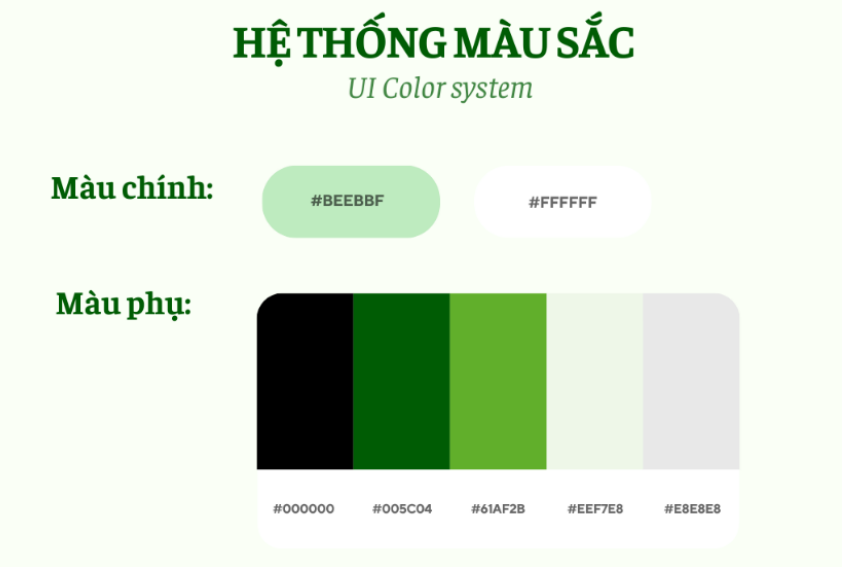 HỆ THỐNG MÀU SẮC
UI Color system
Màu chính:
#BEEBBF
#FFFFFF
Màu phụ:
#000000
#005C04
#61AF2B
#EEF7E8
#E8E8E8